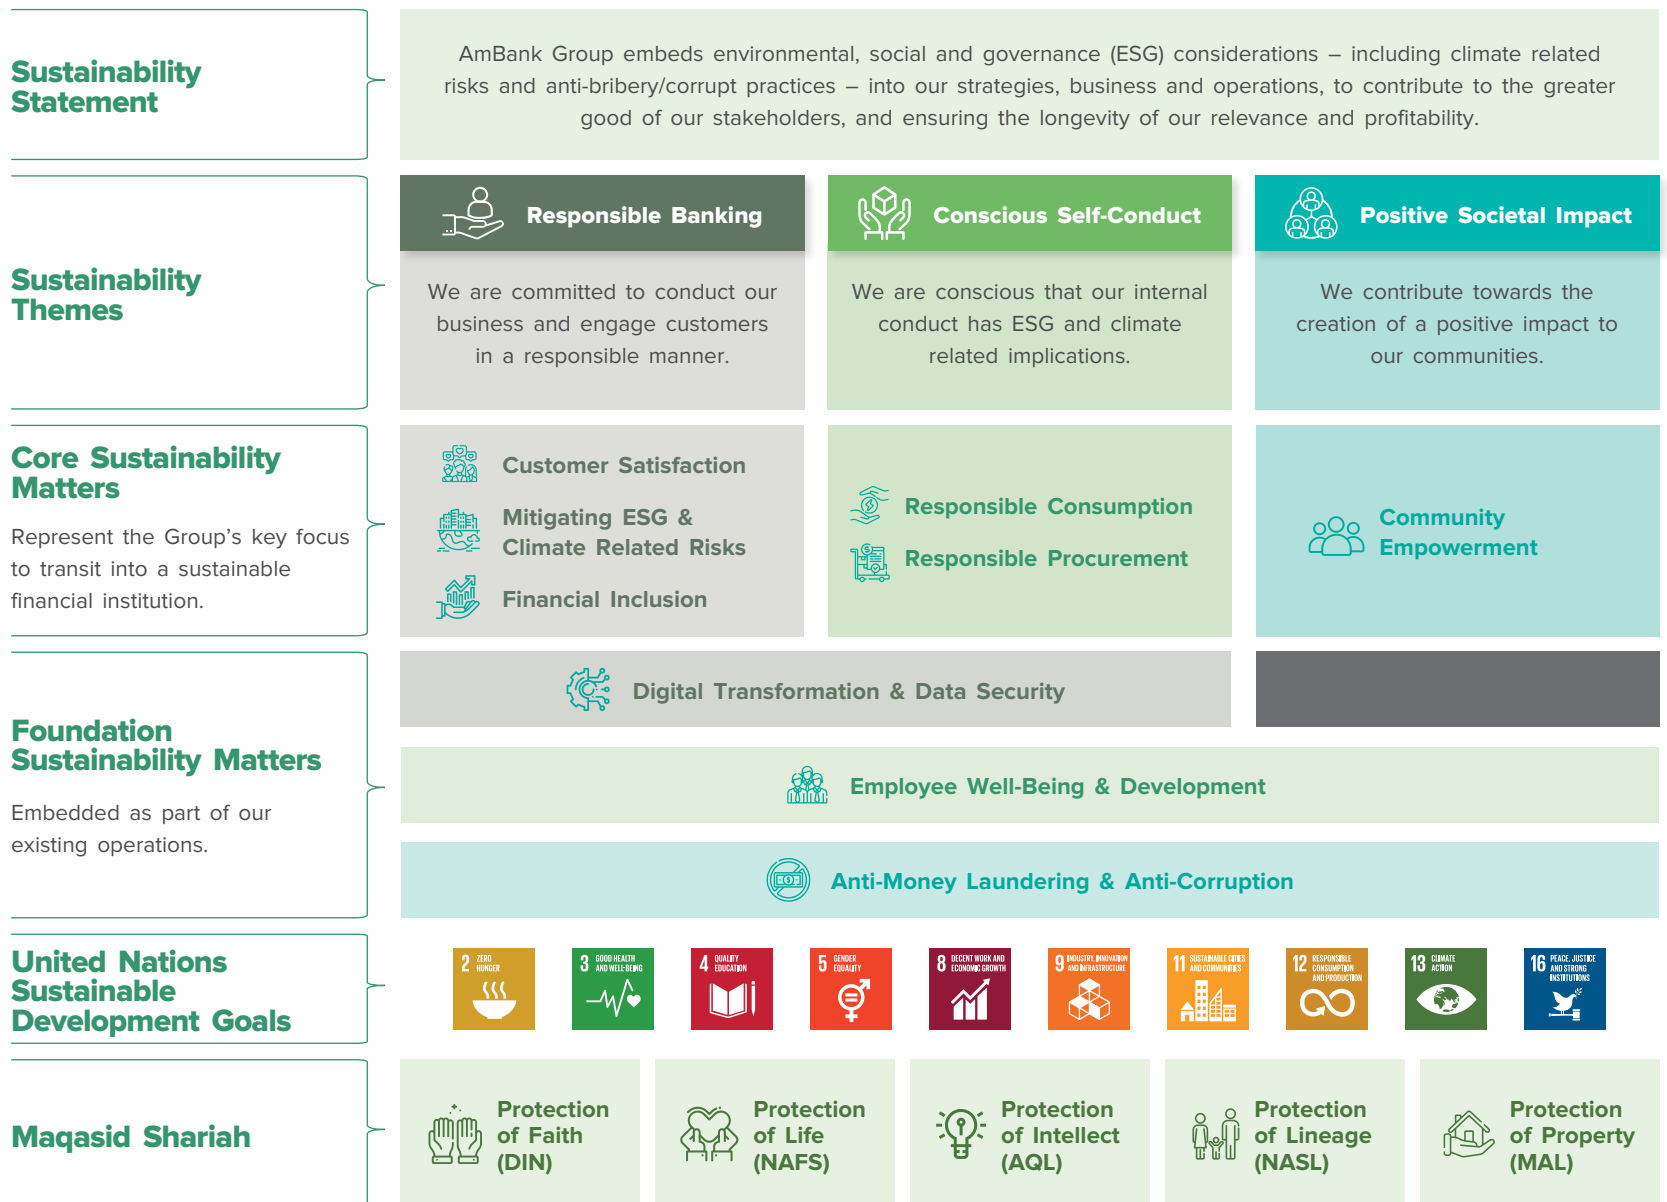 Sustainability
Statement
AmBank Group embeds environmental, social and governance (ESG) considerations – including climate related
risks and anti-bribery/corrupt practices – into our strategies, business and operations, to contribute to the greater
good of our stakeholders, and ensuring the longevity of our relevance and profitability.
Sustainability
Themes
Responsible Banking
We are committed to conduct our
business and engage customers
in a responsible manner.
Conscious Self-Conduct
We are conscious that our internal
conduct has ESG and climate
related implications.
Positive Societal Impact
We contribute towards the
creation of a positive impact to
our communities.
Core Sustainability
Matters
Represent the Group's key focus
to transit into a sustainable
financial institution.
Customer Satisfaction
Mitigating ESG &
Climate Related Risks
Financial Inclusion
Responsible Consumption
Responsible Procurement
Community
Empowerment
Foundation
Sustainability Matters
Embedded as part of our
existing operations.
Digital Transformation & Data Security
Employee Well-Being & Development
Anti-Money Laundering & Anti-Corruption
United Nations
Sustainable
Development Goals
2 ZERO
HUNGER
3 GOOD HEALTH
AND WELL-BEING
4 QUALITY
EDUCATION
5 GENDER
EQUALITY
8 DECENT WORK AND
ECONOMIC GROWTH
9 INDUSTRY, INNOVATION
AND INFRASTRUCTURE
11 SUSTAINABLE CITIES
AND COMMUNITIES
12 RESPONSIBLE
CONSUMPTION
AND PRODUCTION
13 CLIMATE
ACTION
16 PEACE, JUSTICE
AND STRONG
INSTITUTIONS
Maqasid Shariah
Protection
of Faith
(DIN)
Protection
of Life
(NAFS)
Protection
of Intellect
(AQL)
Protection
of Lineage
(NASL)
Protection
of Property
(MAL)